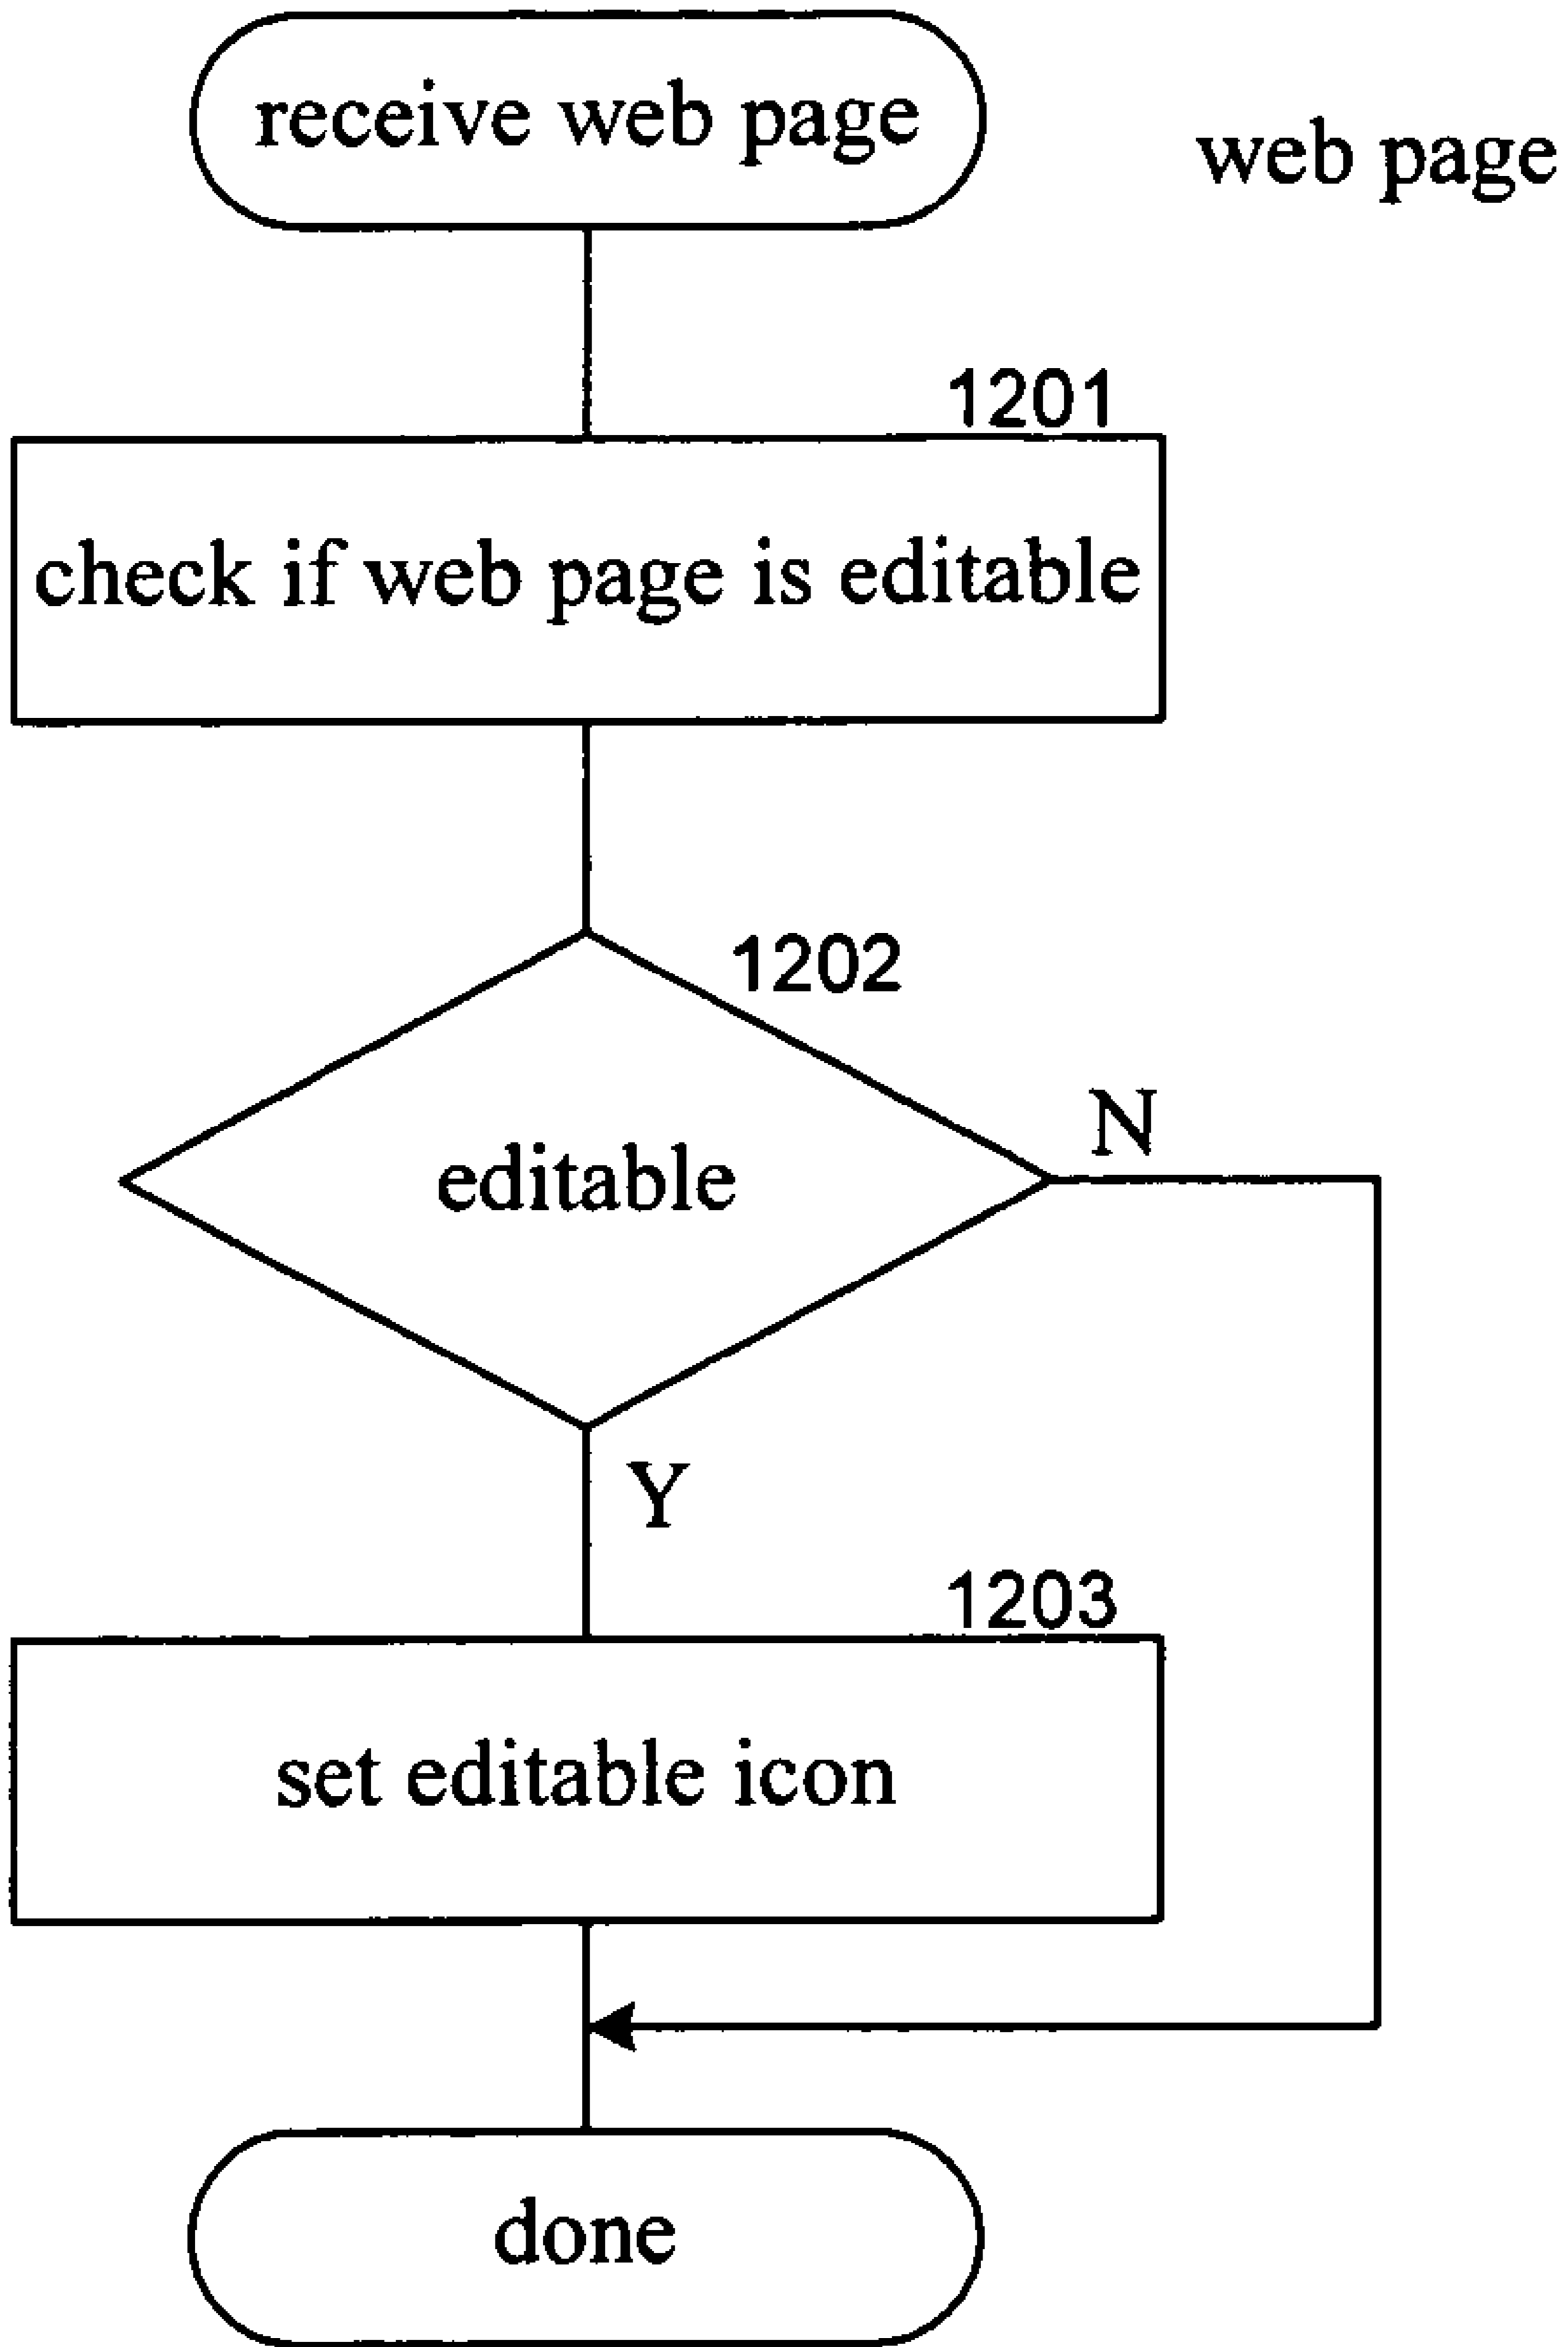 receive web page
web page
1201
check if web page is editable
1202
editable
N
Y
1203
set editable icon
done